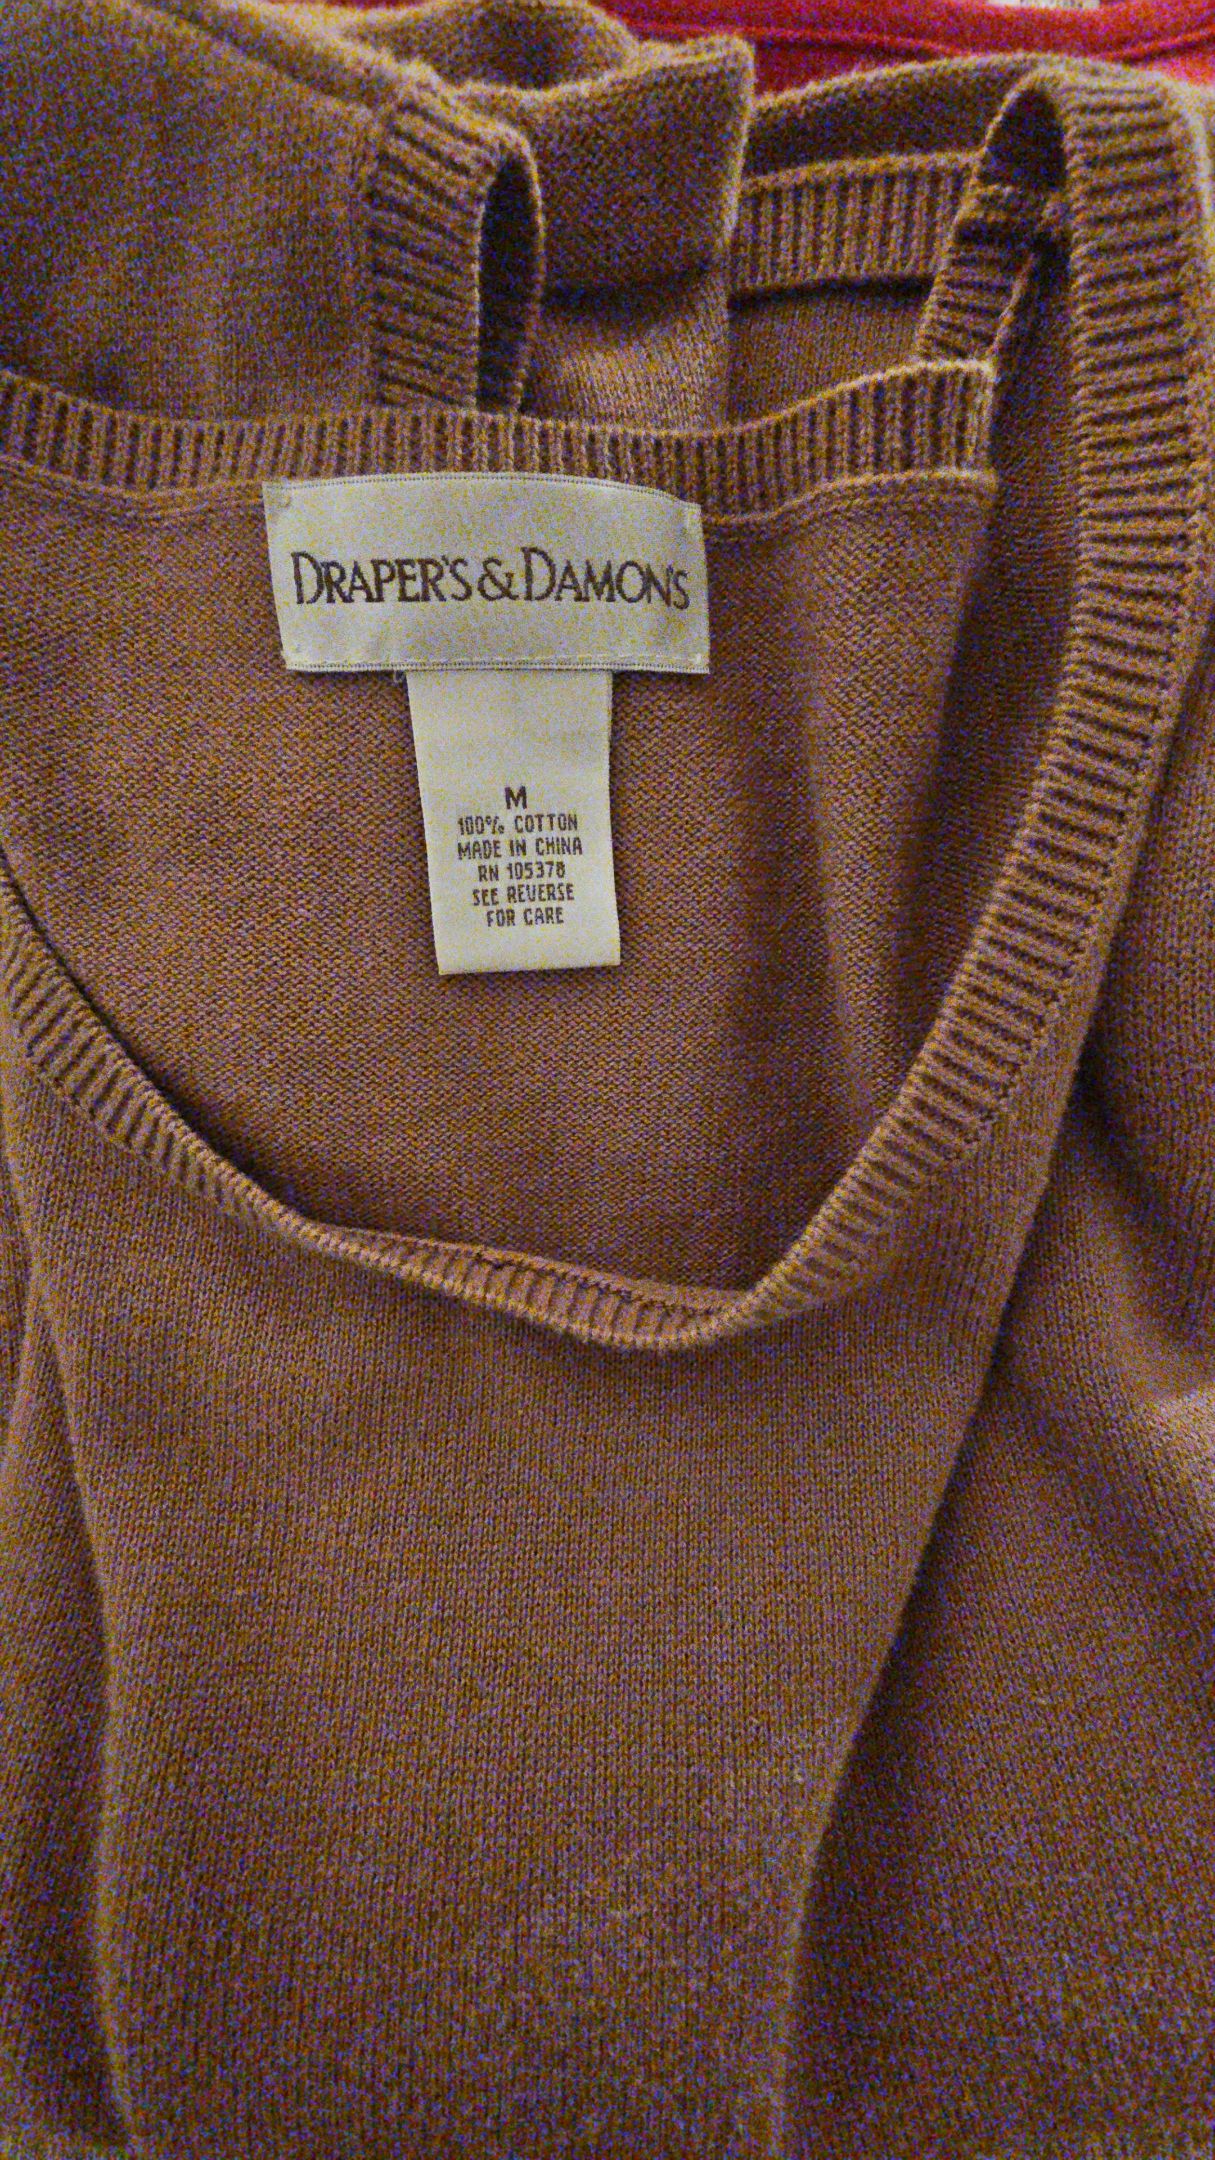 DRAPER'S & DAMON'S
M
100% COTTON
MADE IN CHINA
RN 105378
SEE REVERSE
FOR CARE